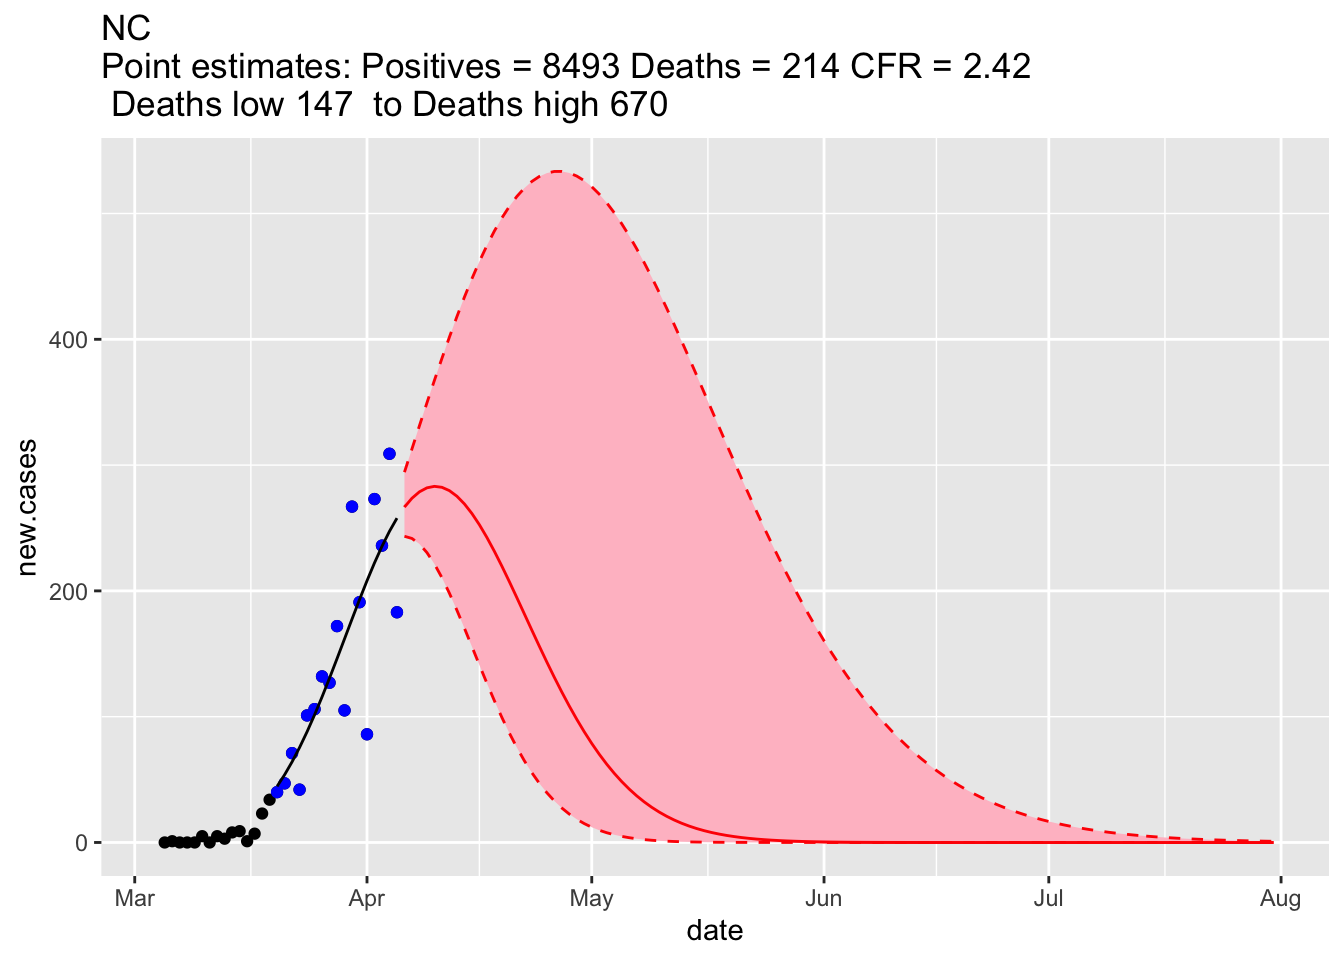 NC
Point estimates: Positives = 8493 Deaths = 214 CFR = 2.42
Deaths low 147 to Deaths high 670
new.cases
400
200
0
Mar Apr May Jun Jul Aug
date